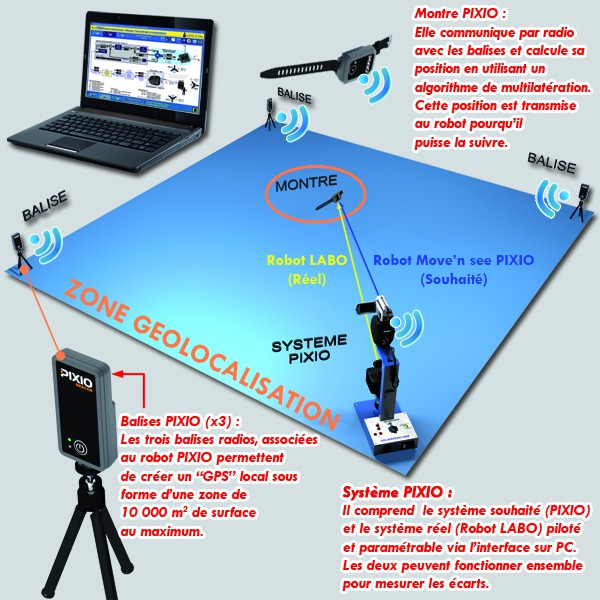 Montre PIXIO :
Elle communique par radio
avec les balises et calcule sa
position en utilisant un
algorithme de multilatération.
Cette position est transmise
au robot pourqu'il
puisse la suivre.
BALISE
BALISE
MONTRE
BALISE
Robot LABO
(Réel)
Robot Move'n see PIXIO
(Souhaité)
ZONE GEOLOCALISATION
SYSTEME
PIXIO
PIXIO
Balises PIXIO (x3) :
Les trois balises radios, associées
au robot PIXIO permettent
de créer un "GPS" local sous
forme d'une zone de
10 000 m² de surface
au maximum.
Système PIXIO :
Il comprend le système souhaité (PIXIO)
et le système réel (Robot LABO) piloté
et paramétrable via l'interface sur PC.
Les deux peuvent fonctionner ensemble
pour mesurer les écarts.